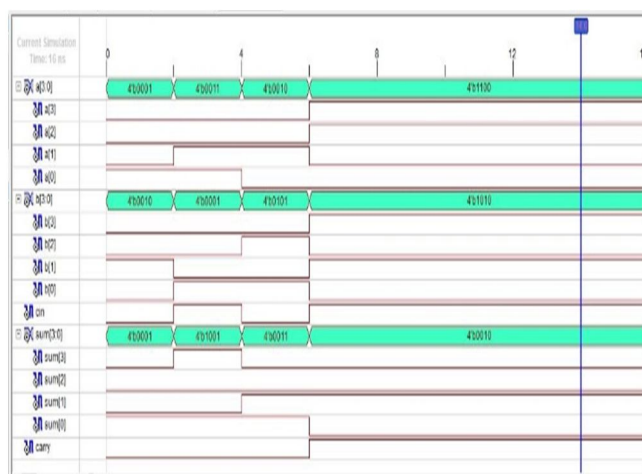 Current Simulation
Time: 16 ns
0 4 8 12
a[3:0] 4'b0001 4'b0011 4'b0010 4'b1100
a[3]
a[2]
a[1]
a[0]
b[3:0] 4'b0010 4'b0001 4'b0101 4'b1010
b[3]
b[2]
b[1]
b[0]
cin
sum[3:0] 4'b0001 4'b1001 4'b0011 4'b0010
sum[3]
sum[2]
sum[1]
sum[0]
carry